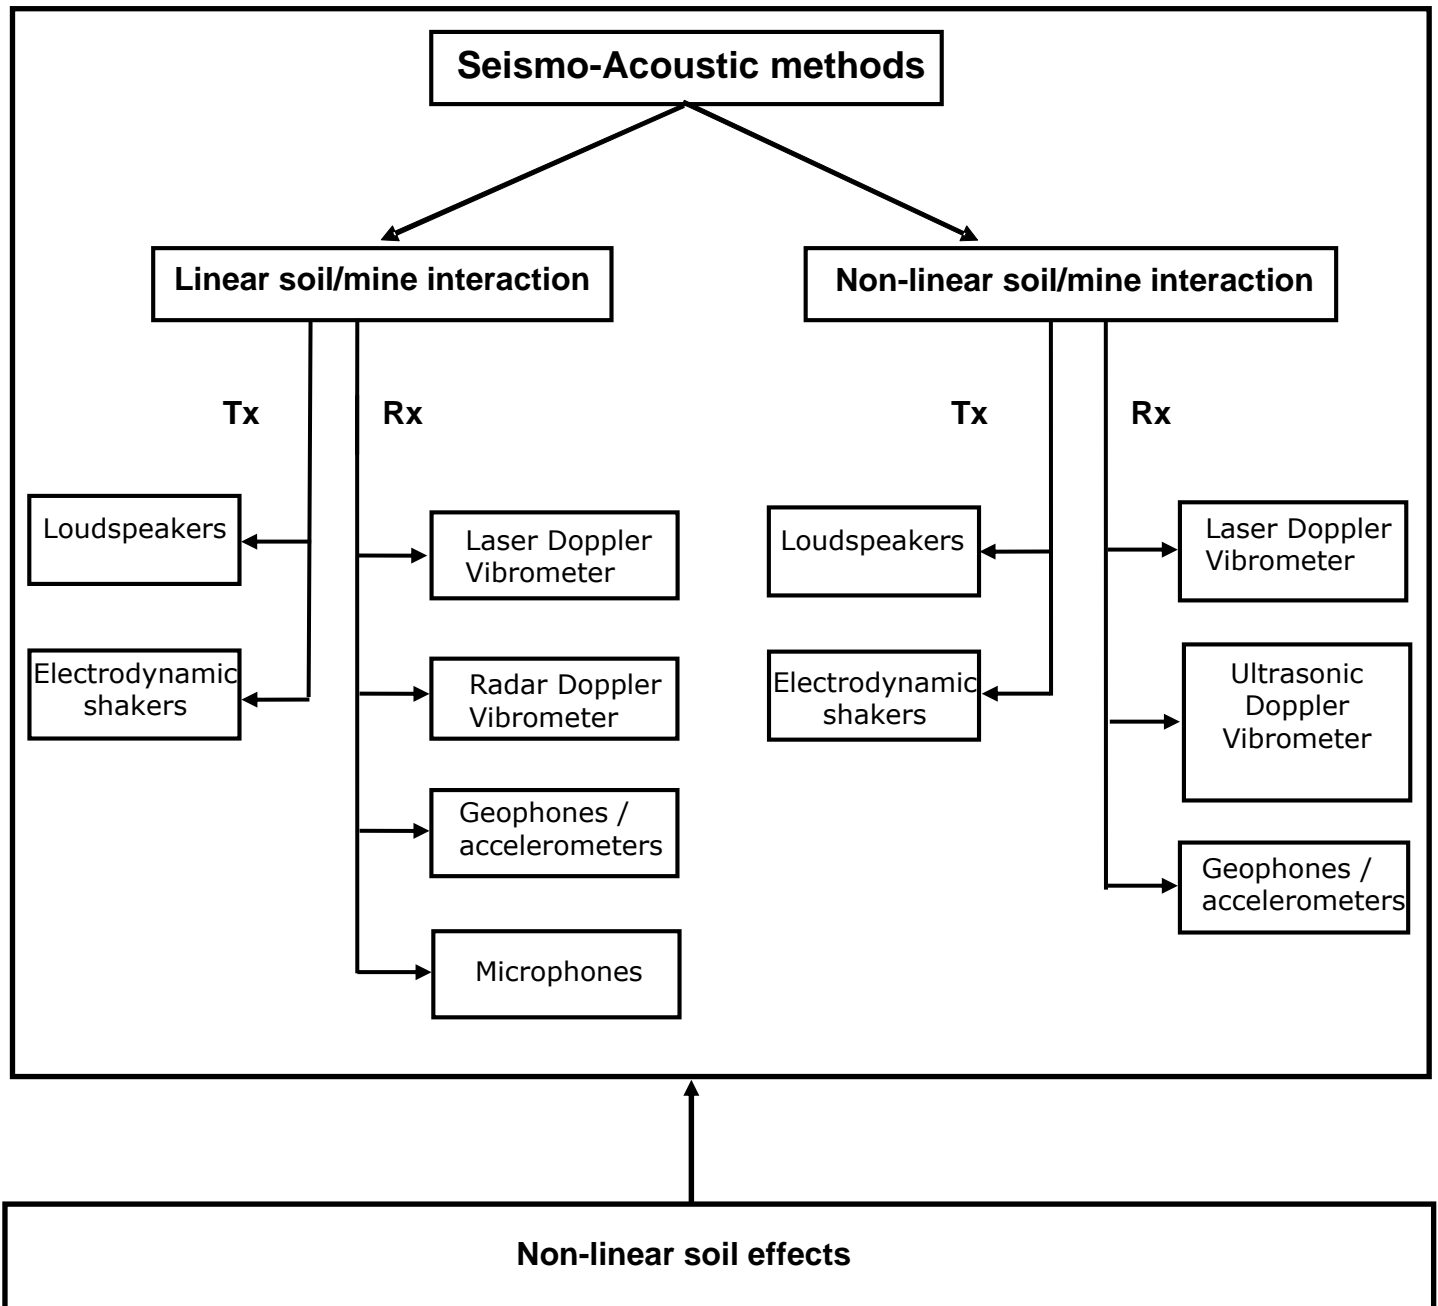 Seismo-Acoustic methods
Linear soil/mine interaction
Non-linear soil/mine interaction
Tx
Rx
Tx
Rx
Loudspeakers
Electrodynamic
shakers
Laser Doppler
Vibrometer
Radar Doppler
Vibrometer
Geophones /
accelerometers
Microphones
Loudspeakers
Electrodynamic
shakers
Laser Doppler
Vibrometer
Ultrasonic
Doppler
Vibrometer
Geophones /
accelerometers
Non-linear soil effects